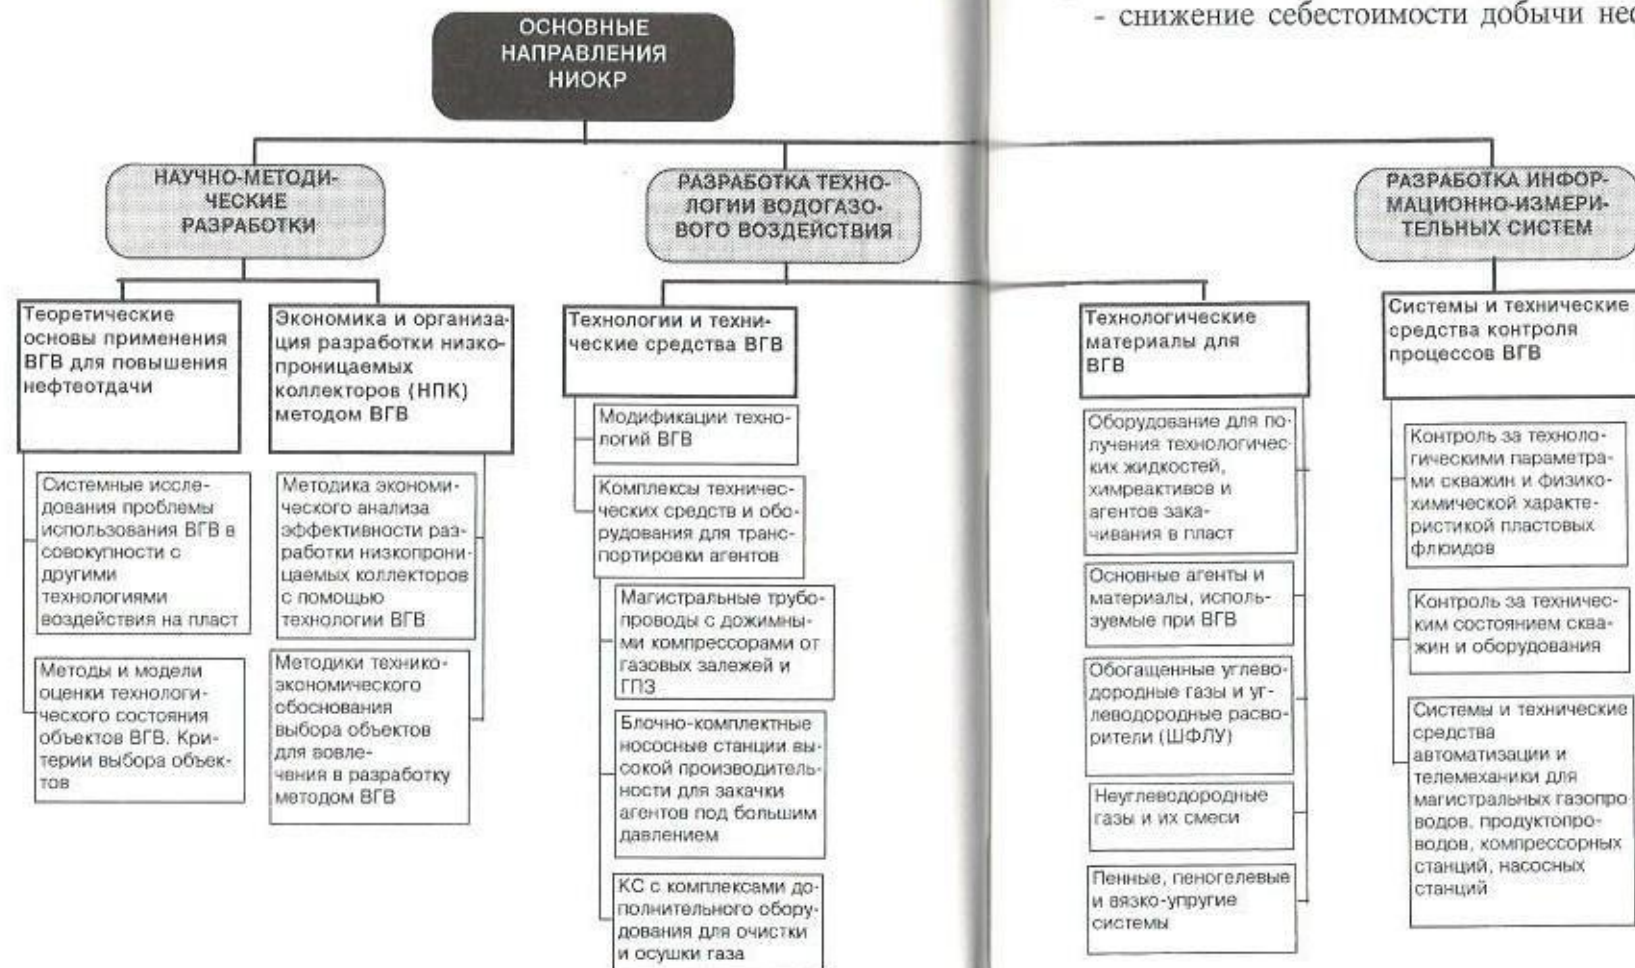 - снижение себестоимости добычи
ОСНОВНЫЕ
НАПРАВЛЕНИЯ
НИОКР
НАУЧНО-МЕТОДИ-
ЧЕСКИЕ
РАЗРАБОТКИ
РАЗРАБОТКА ТЕХНО-
ЛОГИИ ВОДОГАЗО-
ВОГО ВОЗДЕЙСТВИЯ
РАЗРАБОТКА ИНФОР-
МАЦИОННО-ИЗМЕРИ-
ТЕЛЬНЫХ СИСТЕМ
Теоретические
основы применения
ВГВ для повышения
нефтеотдачи
Экономика и организа-
ция разработки низко-
проницаемых
коллекторов (НПК)
методом ВГВ
Технологии и техни-
ческие средства ВГВ
Технологические
материалы для
ВГВ
Системы и технические
средства контроля
процессов ВГВ
Системные иссле-
дования проблемы
использования ВГВ в
совокупности с
другими
технологиями
воздействия на пласт
Методы и модели
оценки технологи-
ческого состояния
объектов ВГВ. Кри-
терии выбора объек-
тов
Методика экономи-
ческого анализа
эффективности раз-
работки низкопрони-
цаемых коллекторов
с помощью
технологии ВГВ
Методики технико-
экономического
обоснования
выбора объектов
для вовле-
чения в разработку
методом ВГВ
Модификации техно-
логий ВГВ
Комплексы техничес-
ческих средств и обо-
рудования для транс-
портировки агентов
Магистральные трубо-
проводы с дожимны-
ми компрессорами от
газовых залежей и
ГПЗ
Блочно-комплектные
нососные станции вы-
сокой производитель-
ности для закачки
агентов под большим
давлением
КС с комплексами до-
полнительного обору-
дования для очистки
и осушки газа
Оборудование для по-
лучения технологичес-
ких жидкостей,
химреактивов и
агентов зака-
чивания в пласт
Основные агенты и
материалы, исполь-
зуемые при ВГВ
Обогащенные углево-
дородные газы и уг-
леводородные расво-
рители (ШФЛУ)
Неуглеводородные
газы и их смеси
Пенные, пеногелевые
и вязко-упругие
системы
Контроль за техноло-
гическими параметра-
ми скважин и физико-
химической характе-
ристикой пластовых
флюидов
Контроль за техничес-
ким состоянием сква-
жин и оборудования
Системы и технические
средства
автоматизации и
телемеханики для
магистральных газопро
водов, продуктопро-
водов, компрессорных
станций, насосных
станций